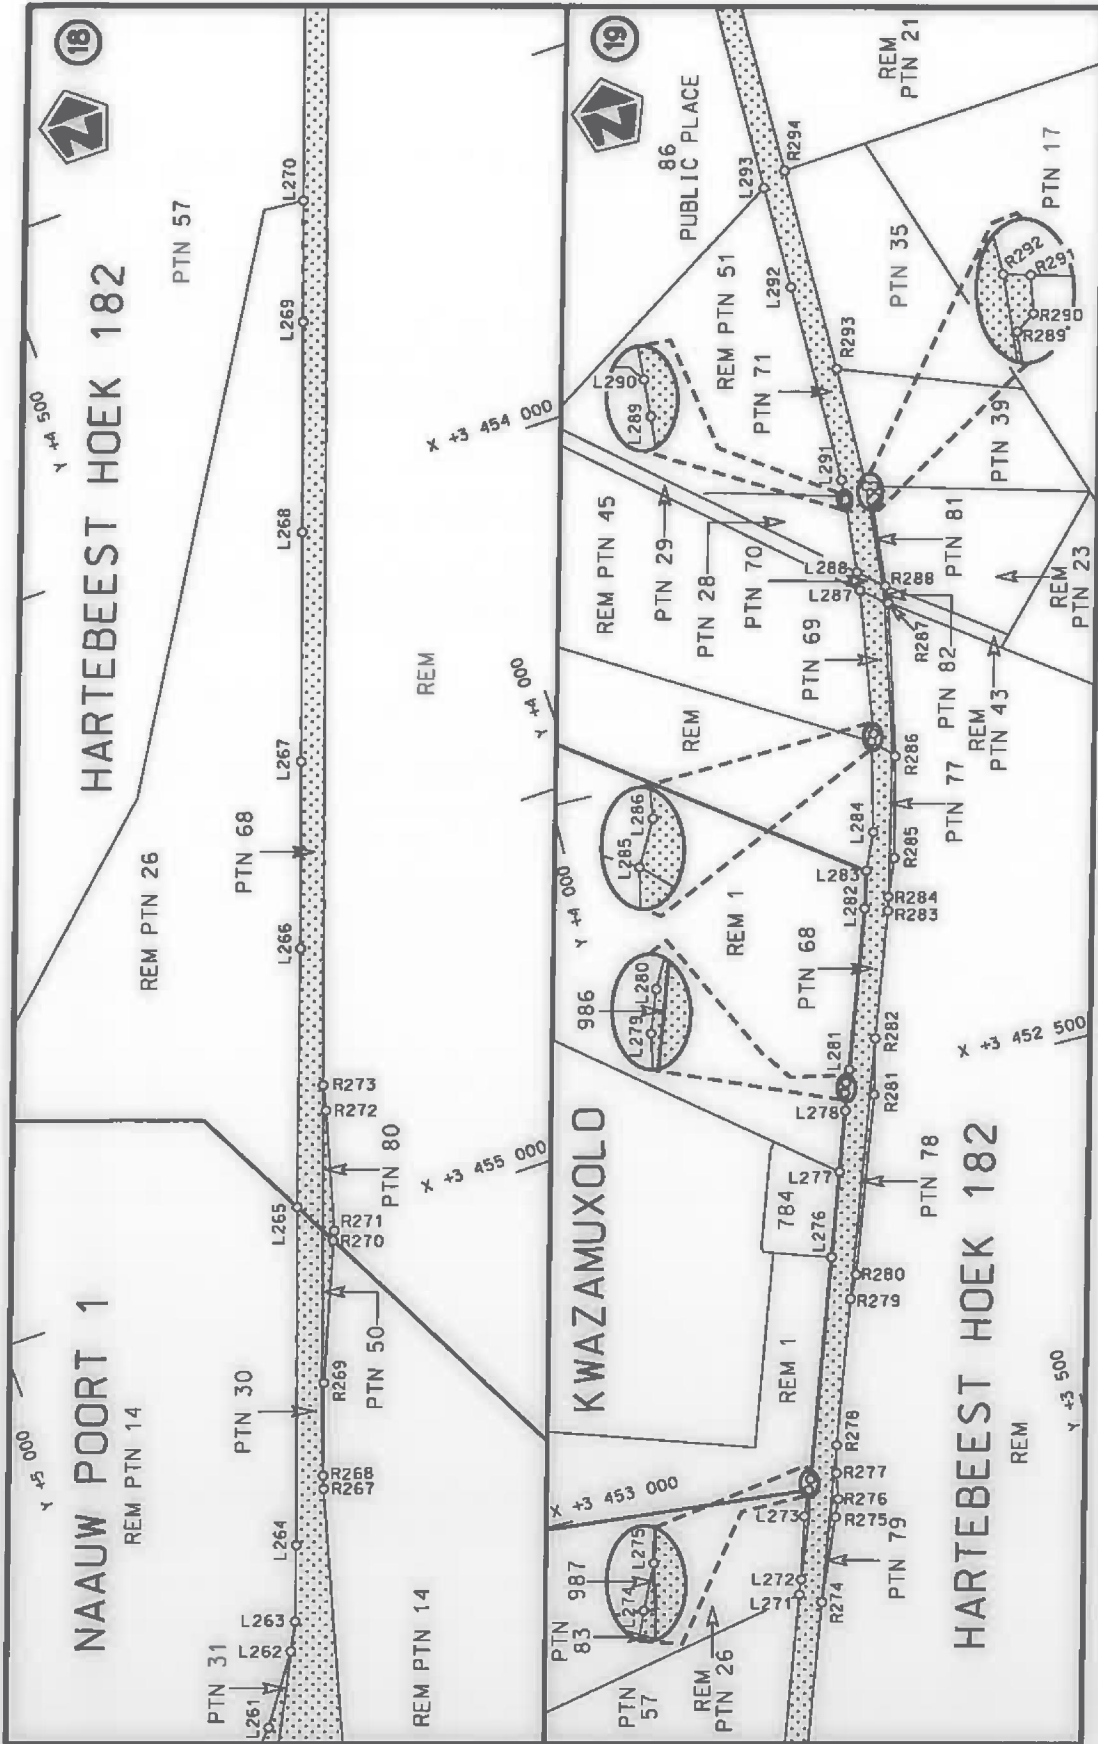 18
N
Y +4 500
HARTEBEEST HOEK 182
PTN 57
REM PTN 26
PTN 68
L270
L269
L268
L267
L266
L265
X +3 454 000
REM
R273
R272
PTN 80
X +3 455 000
R271
R270
NAAUW POORT 1
REM PTN 14
Y +5 000
PTN 30
PTN 50
R269
R268
R267
L264
L263
L262
L261
PTN 31
REM PTN 14
19
N
86
PUBLIC PLACE
REM
PTN 21
L293
R294
PTN 17
PTN 35
R292
R291
R290
R289
REM PTN 51
L292
PTN 71
R293
L290
L289
L291
PTN 39
REM PTN 45
PTN 29
PTN 28
PTN 70
L288
L287
PTN 81
R288
R287
PTN 82
REM
PTN 23
REM
PTN 43
PTN 69
Y +4 000
REM
R286
PTN 77
L286
L285
L284
L283
L282
R285
R284
R283
Y +4 000
REM 1
PTN 68
986
L280
L279
L281
R282
R281
X +3 452 500
L278
KWAZAMUXOLO
L277
784
L276
PTN 78
R280
R279
HARTEBEEST HOEK 182
REM
Y +3 500
REM 1
R278
R277
R276
R275
X +3 453 000
L275
L274
L273
987
PTN
83
L272
L271
R274
PTN 79
PTN
57
REM
PTN 26